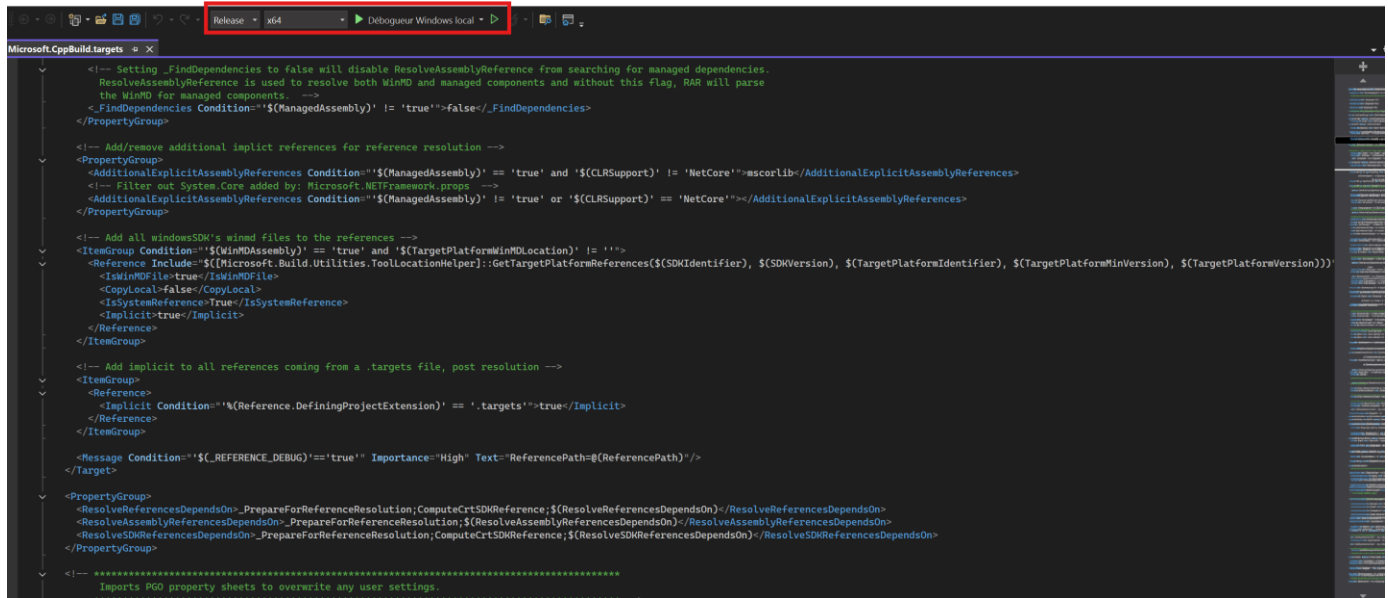 Release x64 Débogueur Windows local
Microsoft.CppBuild.targets
<!-- Setting _FindDependencies to false will disable ResolveAssemblyReference from searching for managed dependencies.
ResolveAssemblyReference is used to resolve both WinMD and managed components and without this flag, RAR will parse
the WinMD for managed components. -->
<_FindDependencies Condition="'$(ManagedAssembly)' != 'true'">false</_FindDependencies>
</PropertyGroup>
<!-- Add/remove additional implict references for reference resolution -->
<PropertyGroup>
<AdditionalExplicitAssemblyReferences Condition="'$(ManagedAssembly)' == 'true' and '$(CLRSupport)' != 'NetCore'">mscorlib</AdditionalExplicitAssemblyReferences>
<!-- Filter out System.Core added by: Microsoft.NETFramework.props -->
<AdditionalExplicitAssemblyReferences Condition="'$(ManagedAssembly)' != 'true' or '$(CLRSupport)' == 'NetCore'"></AdditionalExplicitAssemblyReferences>
</PropertyGroup>
<!-- Add all windowsSDK's winmd files to the references -->
<ItemGroup Condition="'$(WinMDAssembly)' == 'true' and '$(TargetPlatformWinMDLocation)' != ''">
<Reference Include="$([Microsoft.Build.Utilities.ToolLocationHelper]::GetTargetPlatformReferences($(SDKIdentifier), $(SDKVersion), $(TargetPlatformIdentifier), $(TargetPlatformMinVersion), $(TargetPlatformVersion)))"
<IsWinMDFile>true</IsWinMDFile>
<CopyLocal>false</CopyLocal>
<IsSystemReference>True</IsSystemReference>
<Implicit>true</Implicit>
</Reference>
</ItemGroup>
<!-- Add implicit to all references coming from a .targets file, post resolution -->
<ItemGroup>
<Reference>
<Implicit Condition="'%(Reference.DefiningProjectExtension)' == '.targets'">true</Implicit>
</Reference>
</ItemGroup>
<Message Condition="'$(_REFERENCE_DEBUG)'=='true'" Importance="High" Text="ReferencePath=@(ReferencePath)"/>
</Target>
<PropertyGroup>
<ResolveReferencesDependsOn>_PrepareForReferenceResolution;ComputeCrtSDKReference;$(ResolveReferencesDependsOn)</ResolveReferencesDependsOn>
<ResolveAssemblyReferencesDependsOn>_PrepareForReferenceResolution;$(ResolveAssemblyReferencesDependsOn)</ResolveAssemblyReferencesDependsOn>
<ResolveSDKReferencesDependsOn>_PrepareForReferenceResolution;ComputeCrtSDKReference;$(ResolveSDKReferencesDependsOn)</ResolveSDKReferencesDependsOn>
</PropertyGroup>
<!-- *******************************************************************************************
Imports PGO property sheets to overwrite any user settings.